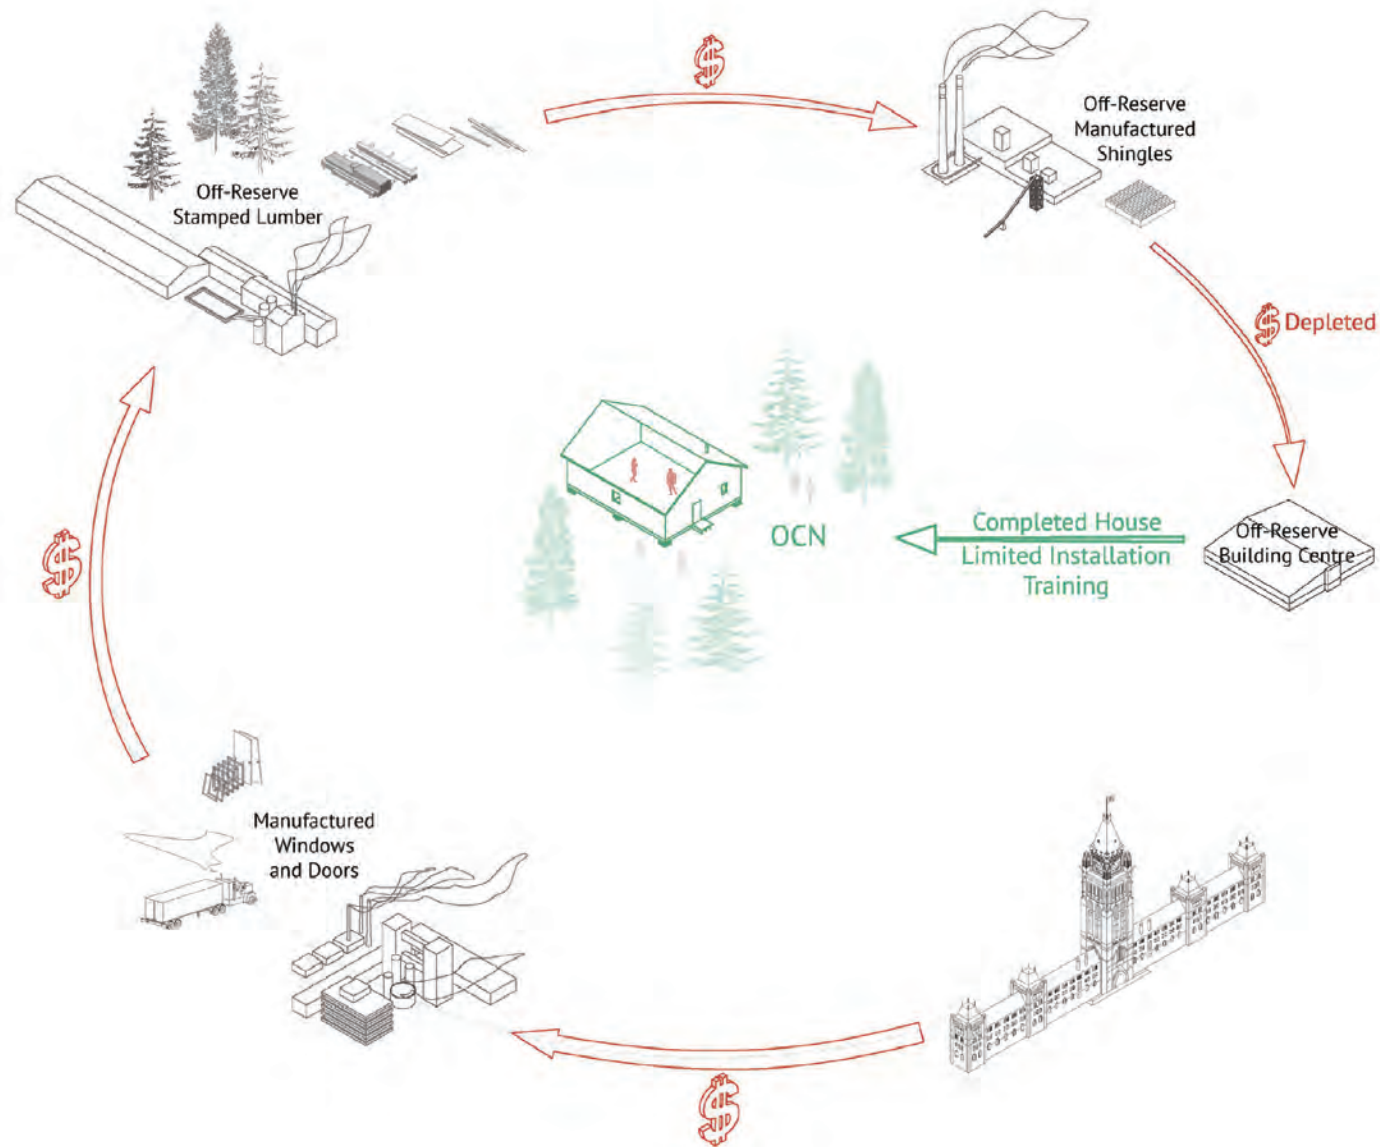 $
Off-Reserve
Manufactured
Shingles
Off-Reserve
Stamped Lumber
$ Depleted
OCN
Completed House
Limited Installation
Training
Off-Reserve
Building Centre
$
Manufactured
Windows
and Doors
$